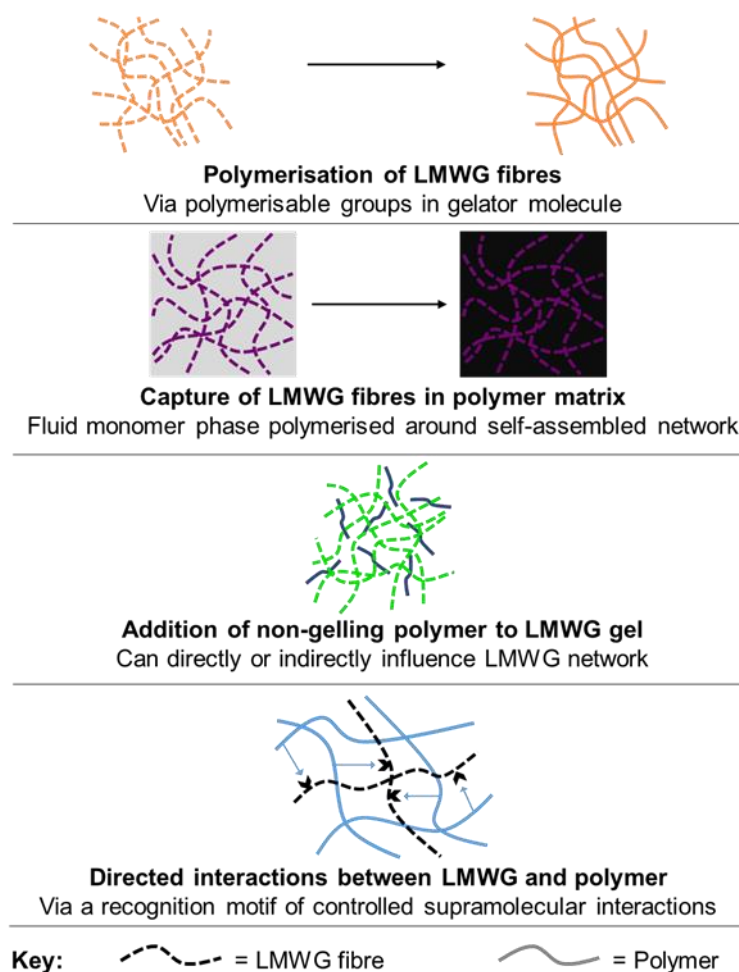 Polymerisation of LMWG fibres
Via polymerisable groups in gelator molecule
Capture of LMWG fibres in polymer matrix
Fluid monomer phase polymerised around self-assembled network
Addition of non-gelling polymer to LMWG gel
Can directly or indirectly influence LMWG network
Directed interactions between LMWG and polymer
Via a recognition motif of controlled supramolecular interactions
Key: = LMWG fibre = Polymer